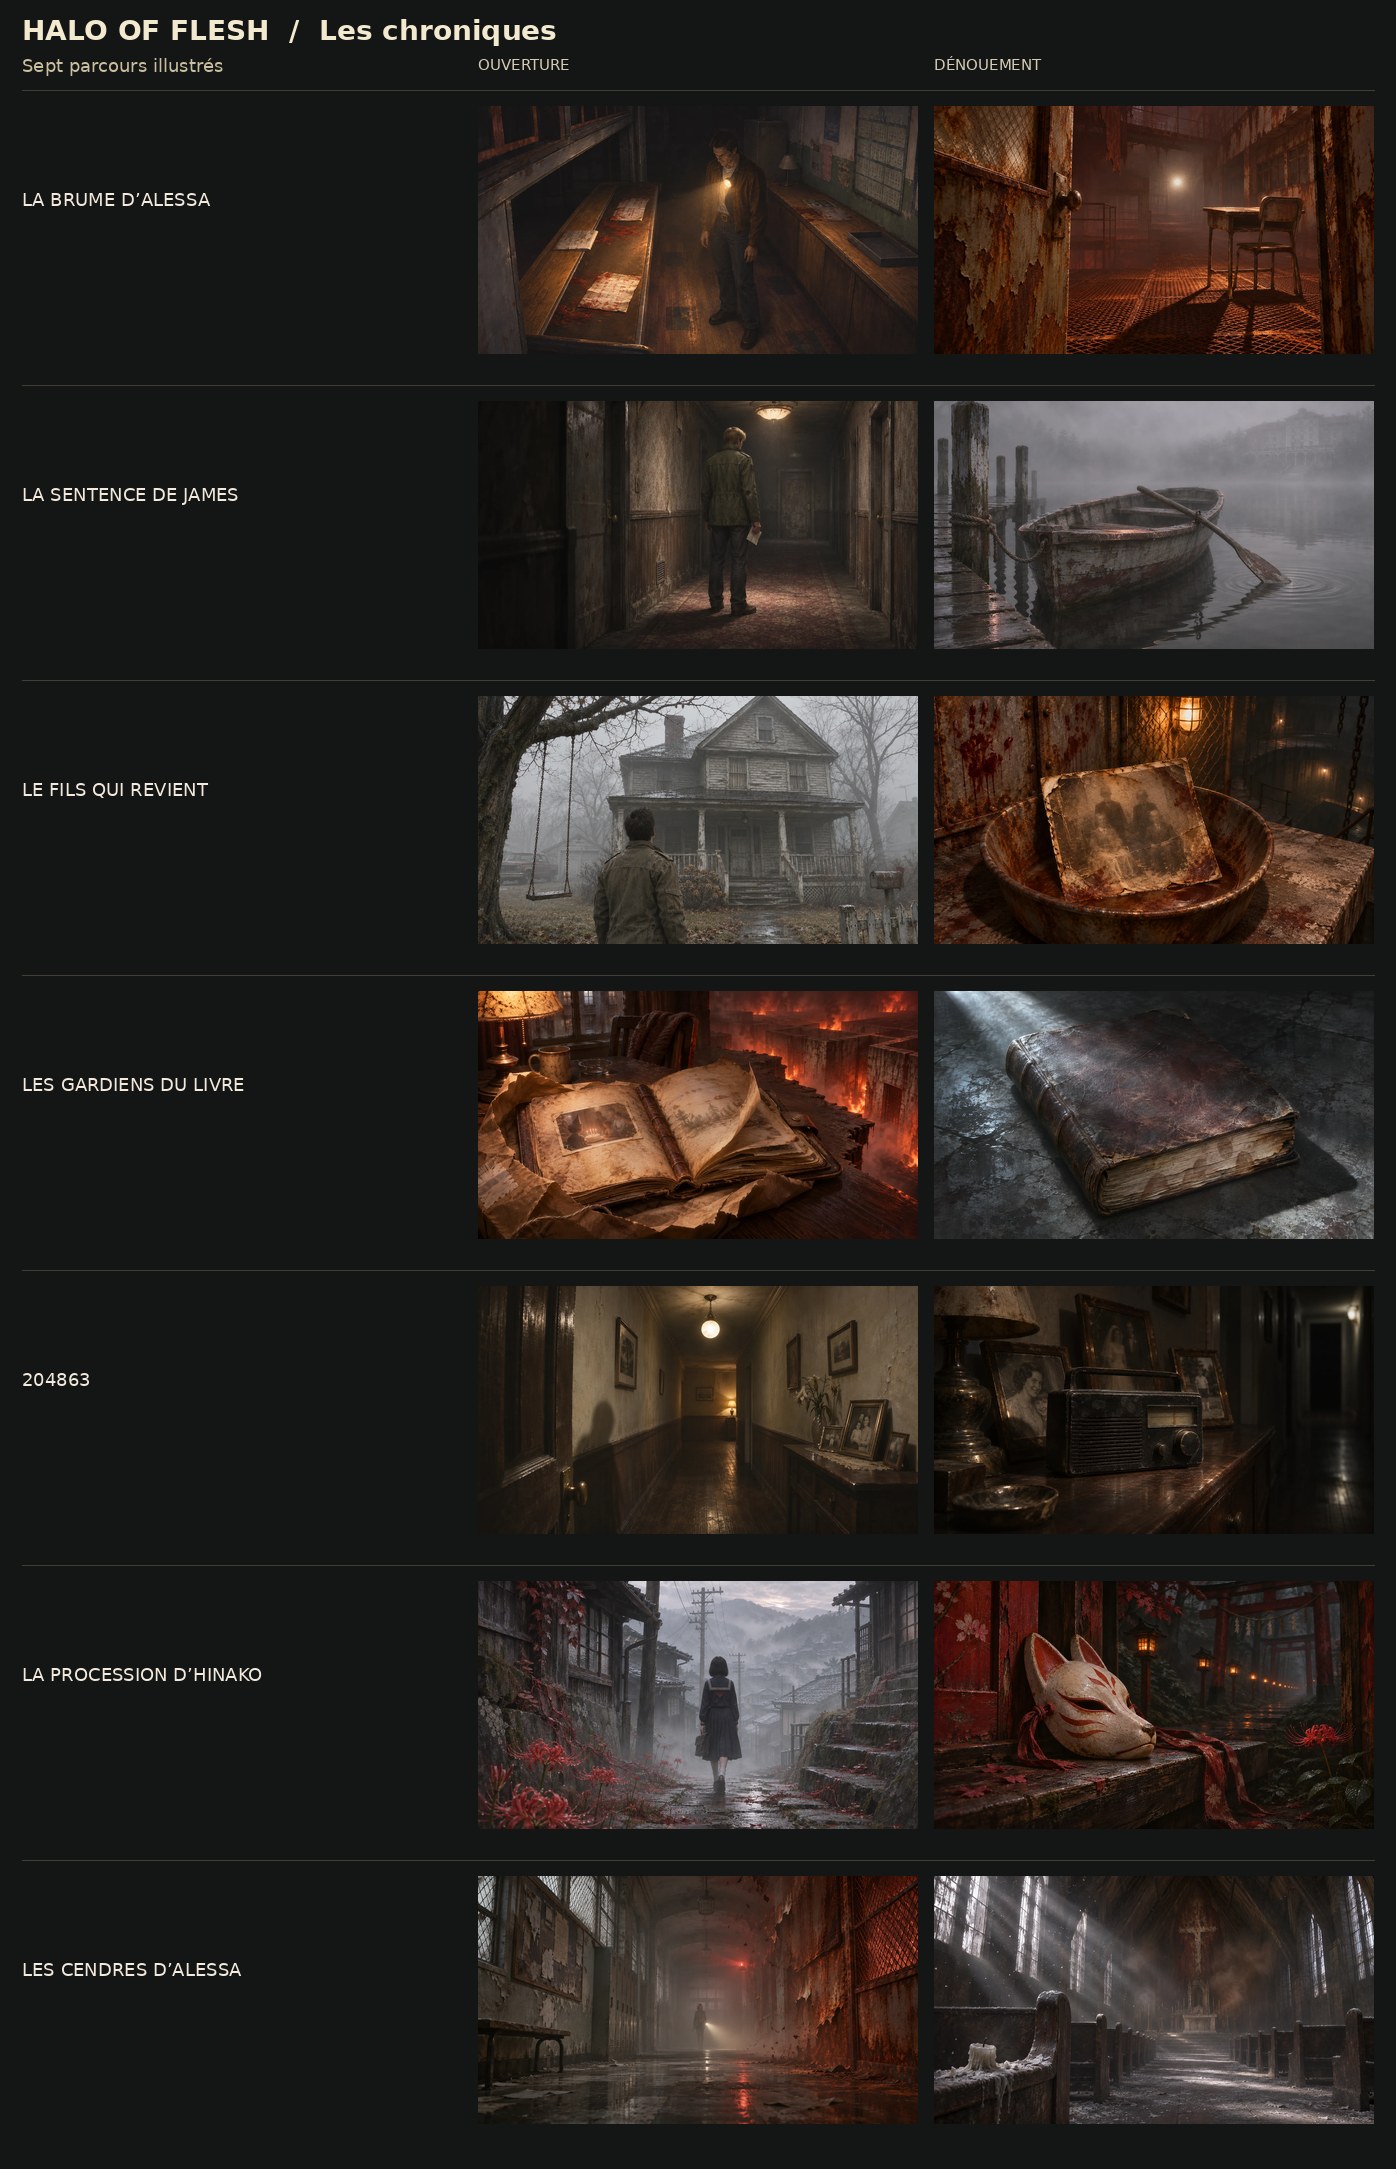 HALO OF FLESH / Les chroniques
Sept parcours illustrés
OUVERTURE
DÉNOUEMENT
LA BRUME D’ALESSA
LA SENTENCE DE JAMES
LE FILS QUI REVIENT
LES GARDIENS DU LIVRE
204863
LA PROCESSION D’HINAKO
LES CENDRES D’ALESSA